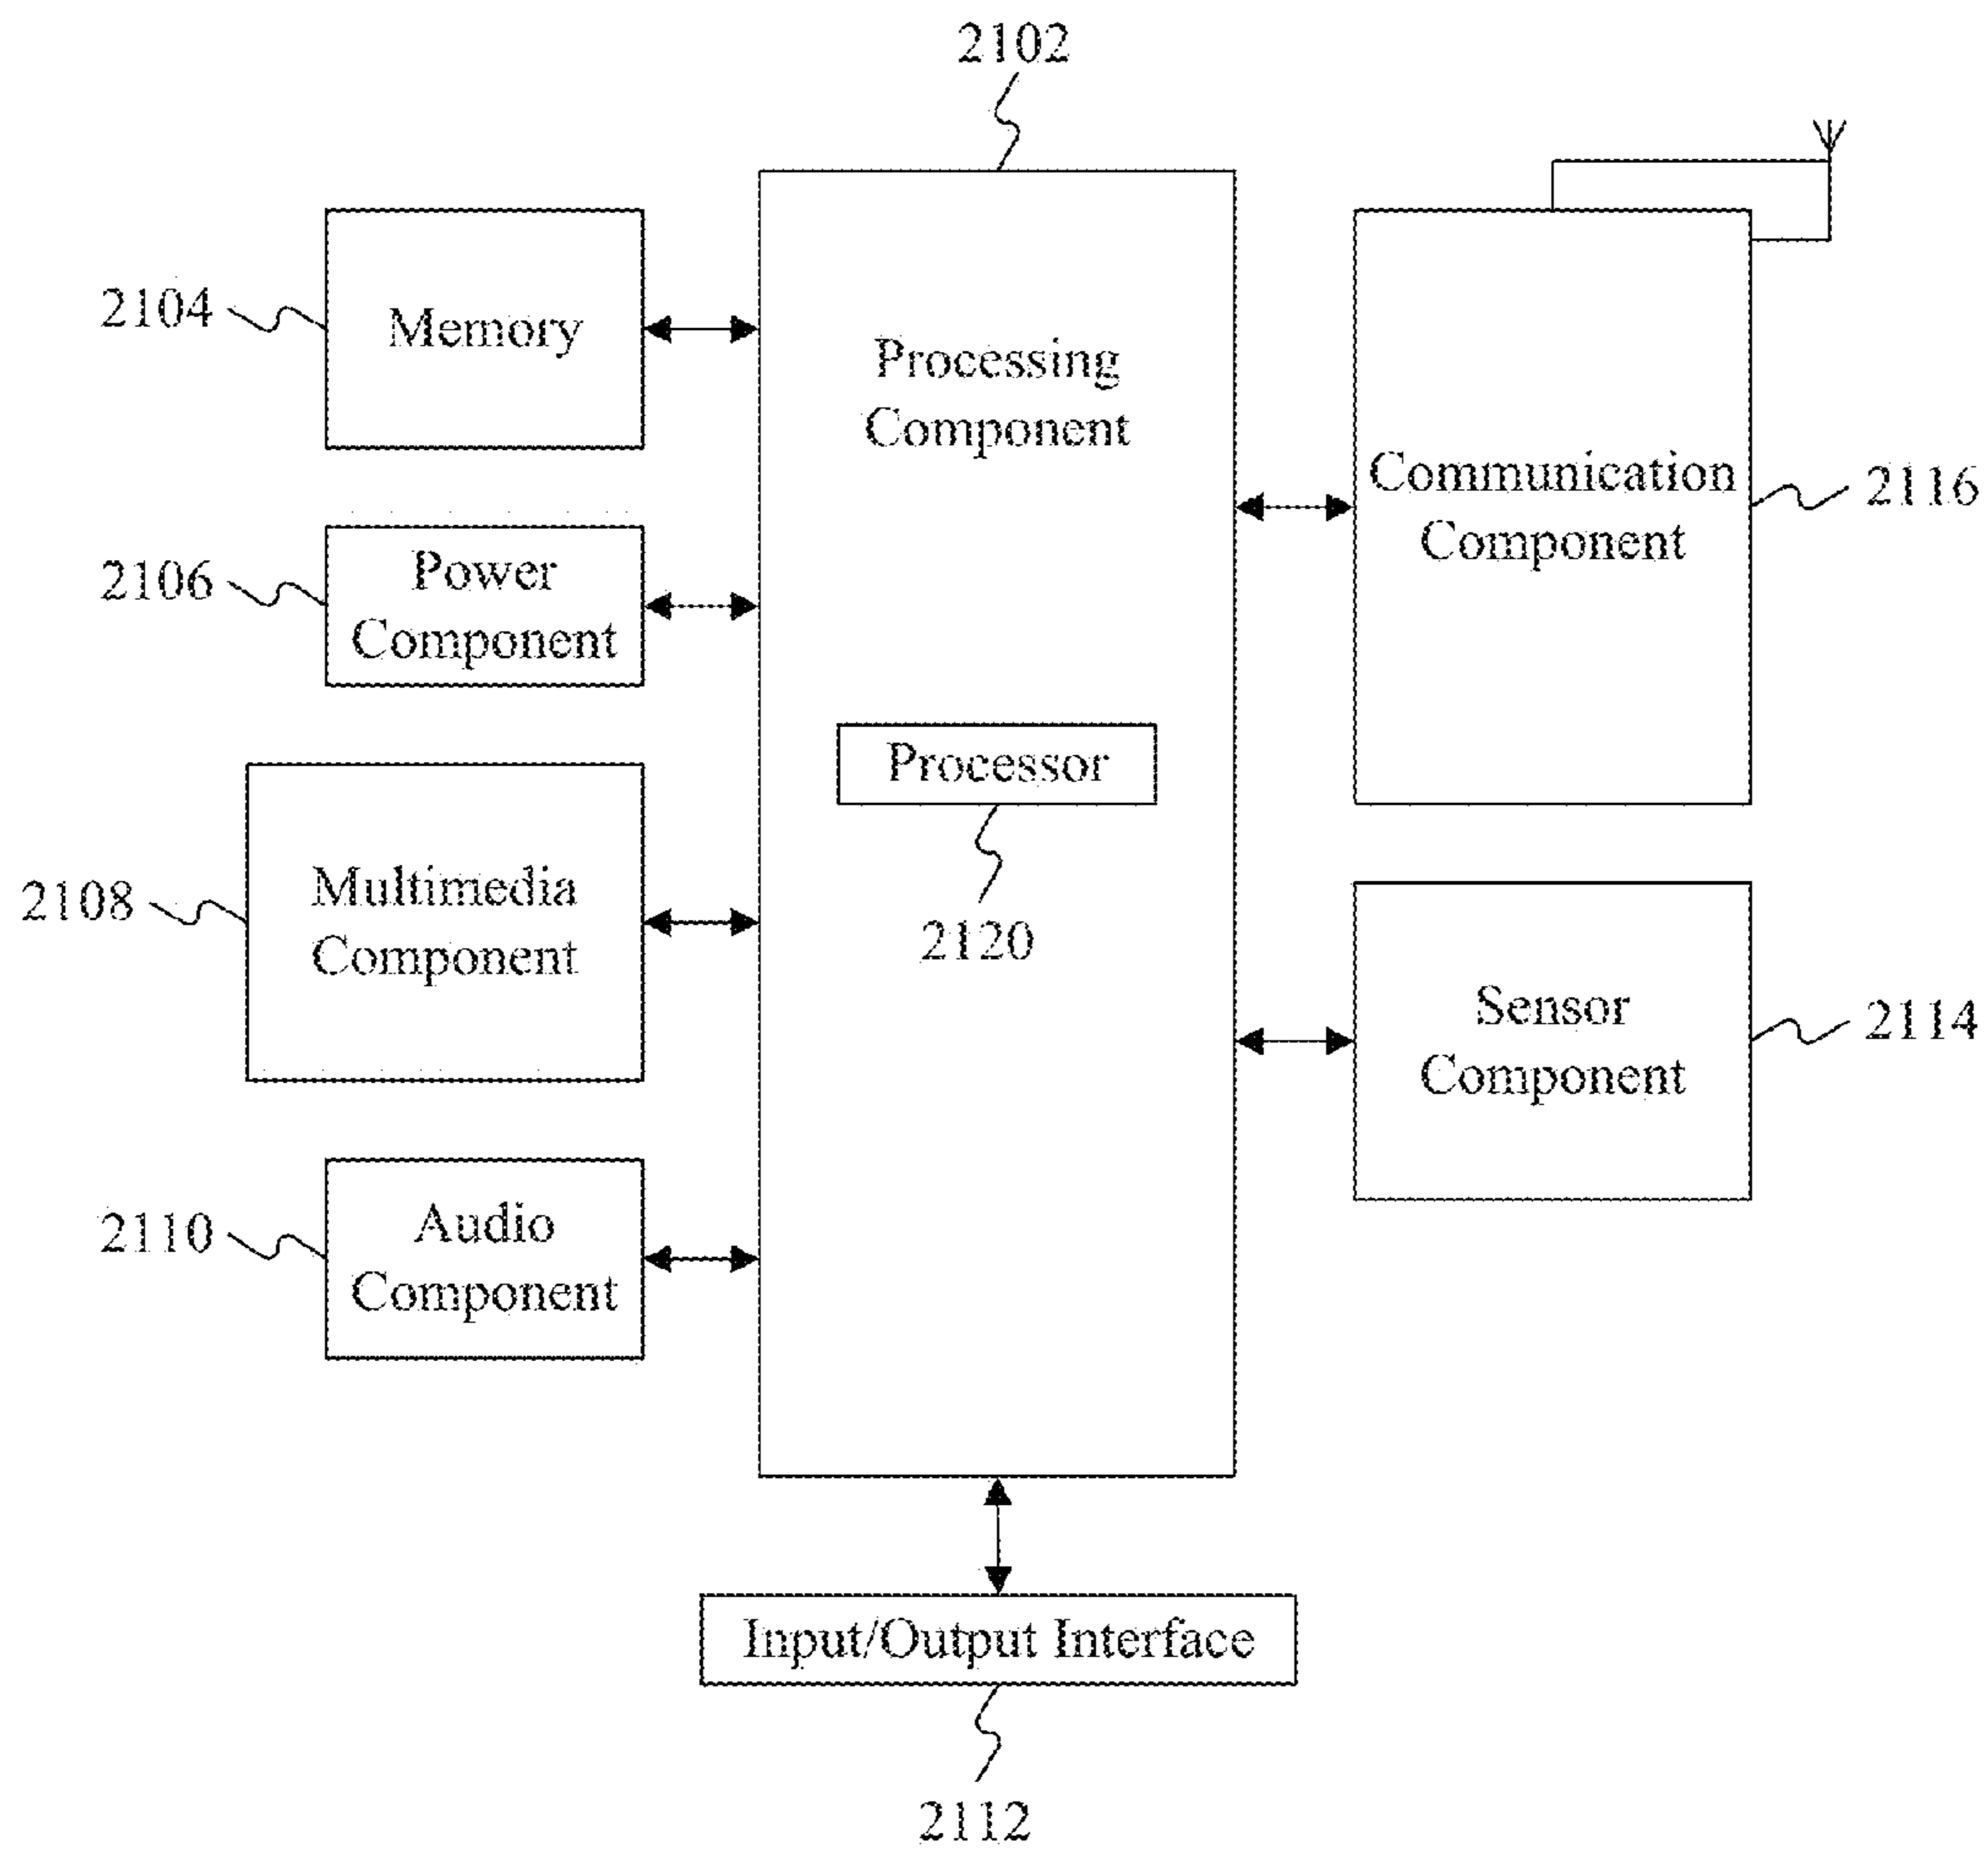 2102
2104
Memory
Processing
Component
Communication
Component
2116
2106
Power
Component
Processor
2120
2108
Multimedia
Component
Sensor
Component
2114
2110
Audio
Component
Input/Output Interface
2112